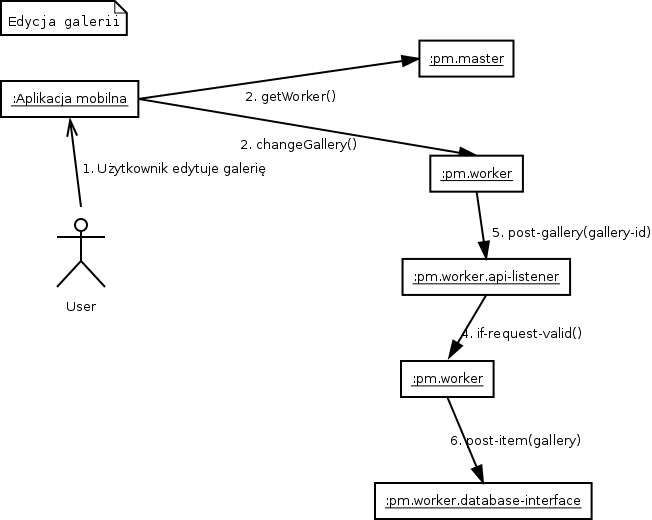 Edycja galerii
:pm.master
:Aplikacja mobilna
2. getWorker()
2. changeGallery()
:pm.worker
1. Użytkownik edytuje galerię
5. post-gallery(gallery-id)
:pm.worker.api-listener
User
4. if-request-valid()
:pm.worker
6. post-item(gallery)
:pm.worker.database-interface